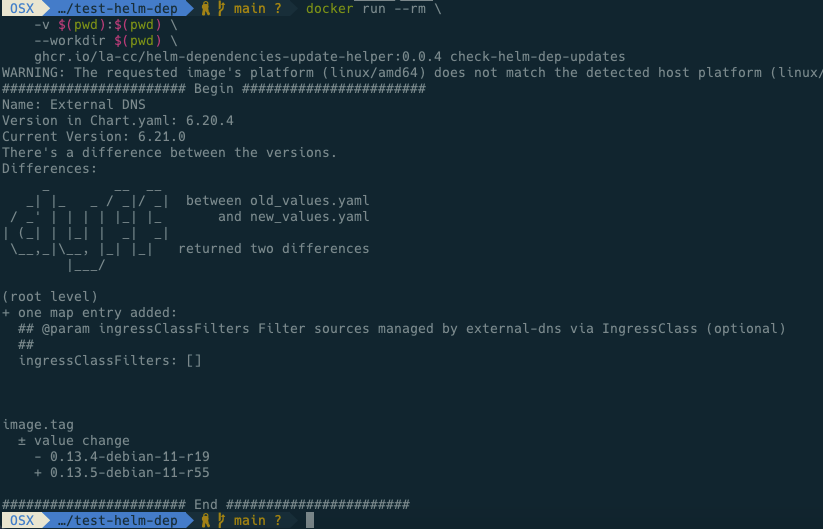 OSX …/test-helm-dep main ? docker run --rm \
-v $(pwd):$(pwd) \
--workdir $(pwd) \
ghcr.io/la-cc/helm-dependencies-update-helper:0.0.4 check-helm-dep-updates
WARNING: The requested image's platform (linux/amd64) does not match the detected host platform (linux/
####################### Begin #######################
Name: External DNS
Version in Chart.yaml: 6.20.4
Current Version: 6.21.0
There's a difference between the versions.
Differences:
     _        __  __
   _| |_   _ / _|/ _|  between old_values.yaml
 / _' | | | | |_| |_       and new_values.yaml
| (_| | |_| |  _|  _|
 \__,_|\__, |_| |_|   returned two differences
        |___/
(root level)
+ one map entry added:
## @param ingressClassFilters Filter sources managed by external-dns via IngressClass (optional)
##
ingressClassFilters: []
image.tag
± value change
- 0.13.4-debian-11-r19
+ 0.13.5-debian-11-r55
####################### End #######################
OSX …/test-helm-dep main ?